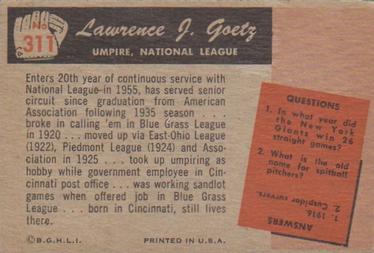 No
311
Lawrence J. Goetz
UMPIRE, NATIONAL LEAGUE
Enters 20th year of continuous service with
National League in 1955, has served senior
circuit since graduation from American
Association following 1935 season . . .
broke in calling 'em in Blue Grass League
in 1920 . . . moved up via East-Ohio League
(1922), Piedmont League (1924) and Asso-
ciation in 1925 . . . took up umpiring as
hobby while government employee in Cin-
cinnati post office . . . was working sandlot
games when offered job in Blue Grass
League . . . born in Cincinnati, still lives
there.
©B.G.H.L.I. PRINTED IN U.S.A.
QUESTIONS
1. In what year did
the New York
Giants win 26
straight games?
2. What is the old
name for spitball
pitchers?
ANSWERS
1. 1916
2. Cuspidor curvers.